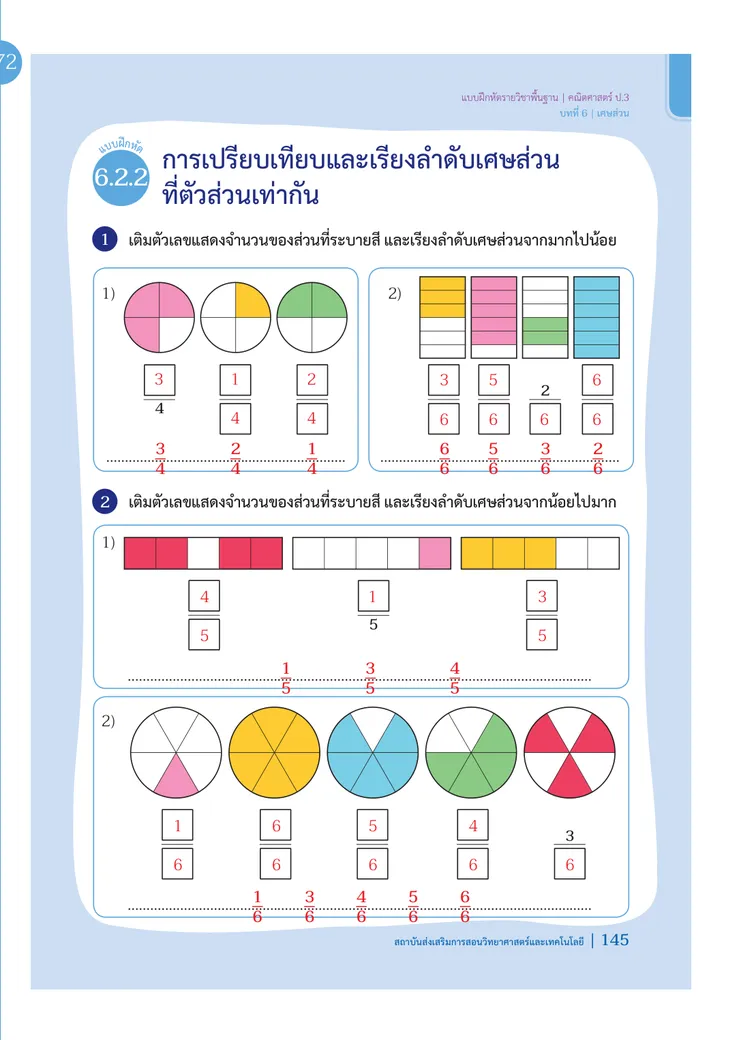 72
แบบฝึกหัดรายวิชาพื้นฐาน | คณิตศาสตร์ ป.3
บทที่ 6 | เศษส่วน
แบบฝึกหัด
6.2.2
การเปรียบเทียบและเรียงลำดับเศษส่วน
ที่ตัวส่วนเท่ากัน
1 เติมตัวเลขแสดงจำนวนของส่วนที่ระบายสี และเรียงลำดับเศษส่วนจากมากไปน้อย
1)
3 1 2
4 4 4
3 2 1
4 4 4
2)
3 5 2 6
6 6 6 6
6 5 3 2
6 6 6 6
2 เติมตัวเลขแสดงจำนวนของส่วนที่ระบายสี และเรียงลำดับเศษส่วนจากน้อยไปมาก
1)
4 1 3
5 5 5
1 3 4
5 5 5
2)
1 6 5 4 3
6 6 6 6 6
1 3 4 5 6
6 6 6 6 6
สถาบันส่งเสริมการสอนวิทยาศาสตร์และเทคโนโลยี | 145